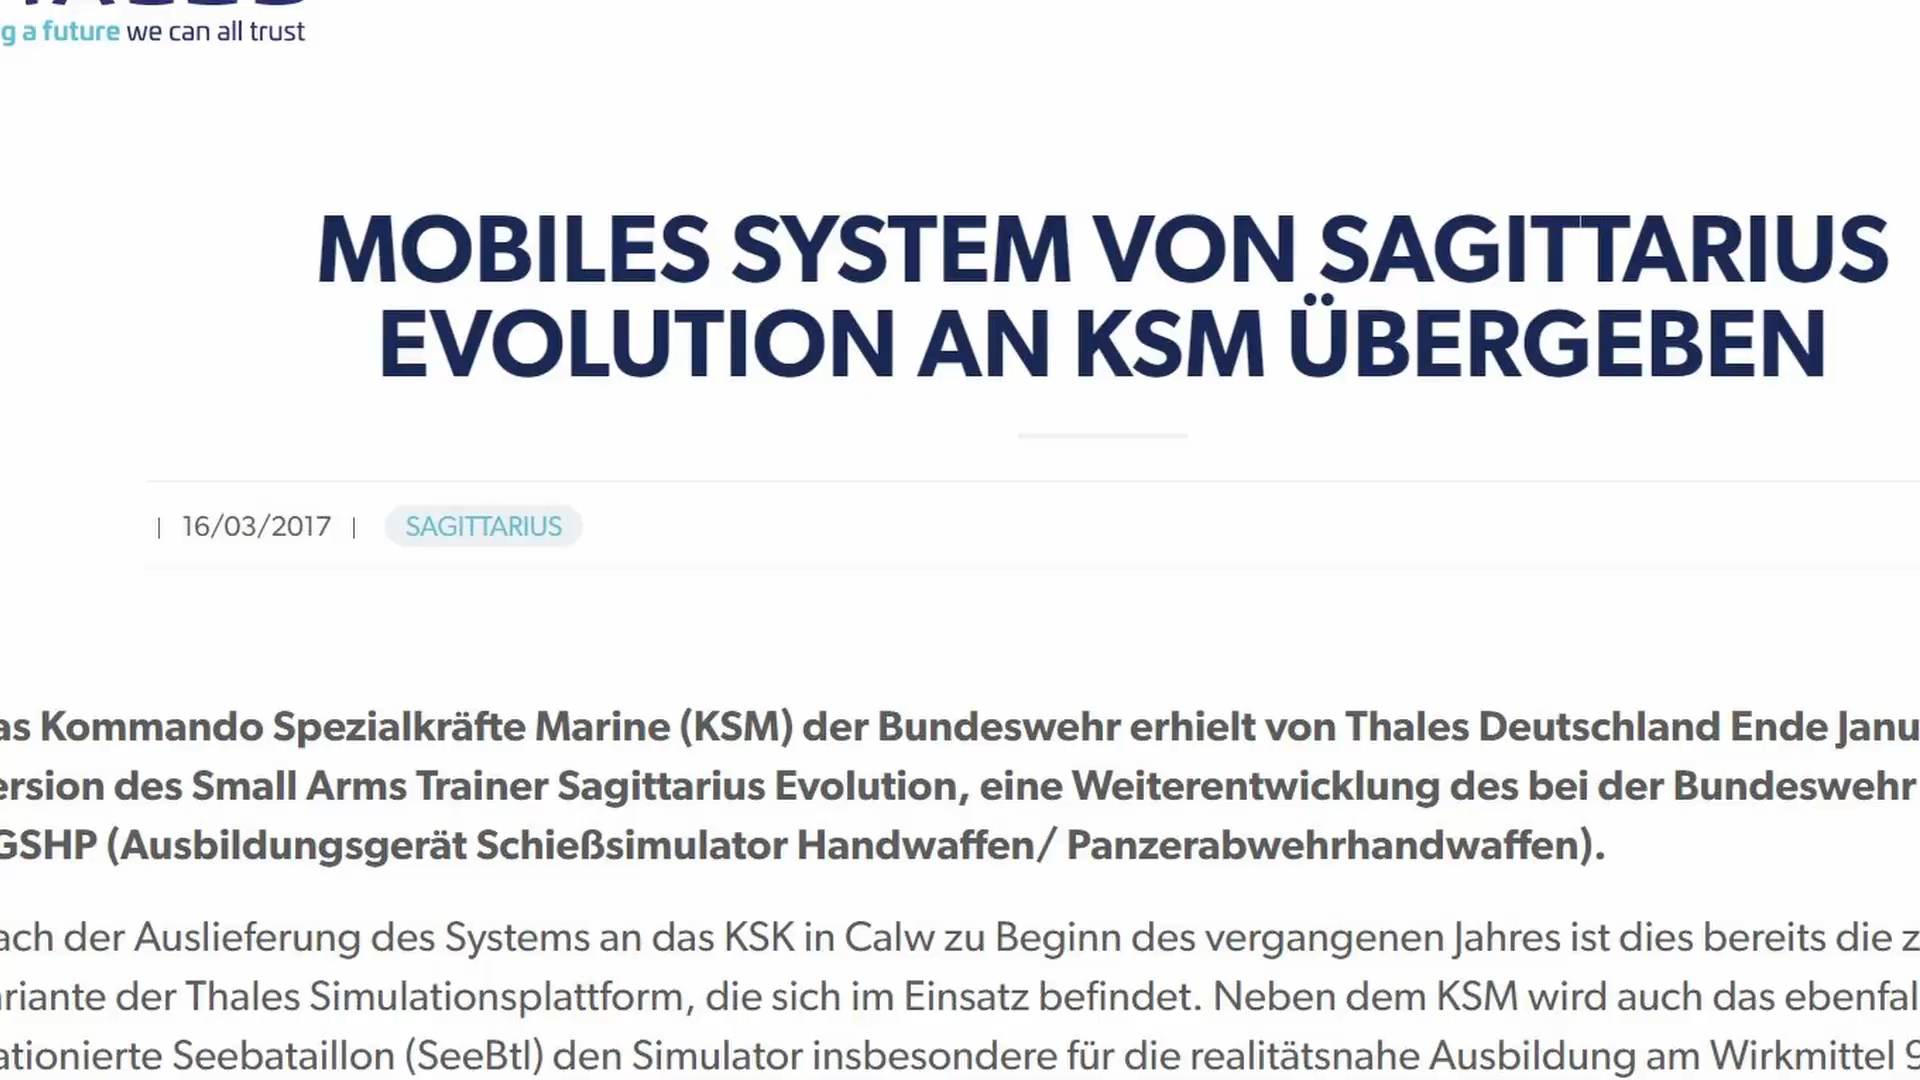 g a future we can all trust
MOBILES SYSTEM VON SAGITTARIUS
EVOLUTION AN KSM ÜBERGEBEN
| 16/03/2017 | SAGITTARIUS
as Kommando Spezialkräfte Marine (KSM) der Bundeswehr erhielt von Thales Deutschland Ende Janu
ersion des Small Arms Trainer Sagittarius Evolution, eine Weiterentwicklung des bei der Bundeswehr
GSHP (Ausbildungsgerät Schießsimulator Handwaffen/ Panzerabwehrhandwaffen).
ach der Auslieferung des Systems an das KSK in Calw zu Beginn des vergangenen Jahres ist dies bereits die z
riante der Thales Simulationsplattform, die sich im Einsatz befindet. Neben dem KSM wird auch das ebenfal
ationierte Seebataillon (SeeBtl) den Simulator insbesondere für die realitätsnahe Ausbildung am Wirkmittel 9